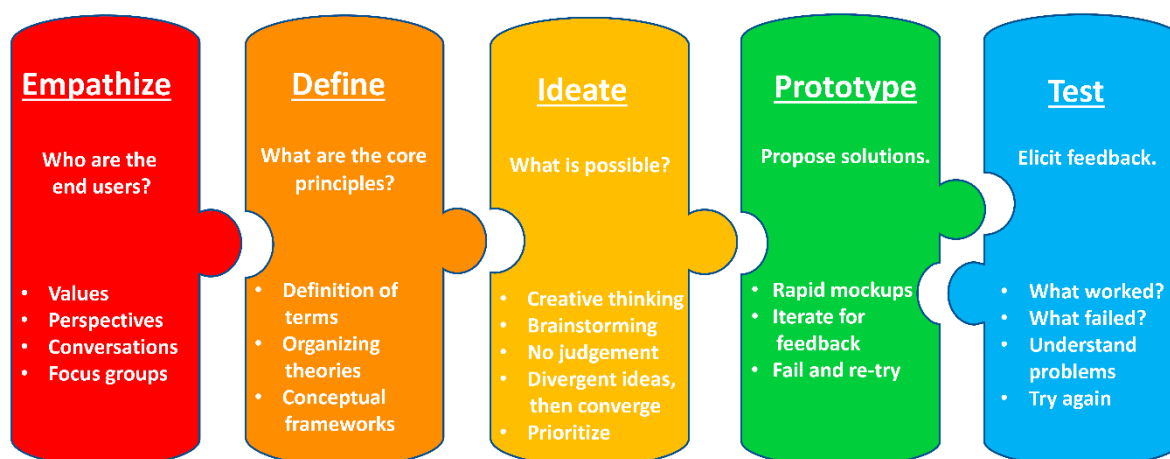 Empathize
Who are the
end users?
• Values
• Perspectives
• Conversations
• Focus groups
Define
What are the core
principles?
• Definition of
terms
• Organizing
theories
• Conceptual
frameworks
Ideate
What is possible?
• Creative thinking
• Brainstorming
• No judgement
• Divergent ideas,
then converge
• Prioritize
Prototype
Propose solutions.
• Rapid mockups
• Iterate for
feedback
• Fail and re-try
Test
Elicit feedback.
• What worked?
• What failed?
• Understand
problems
• Try again